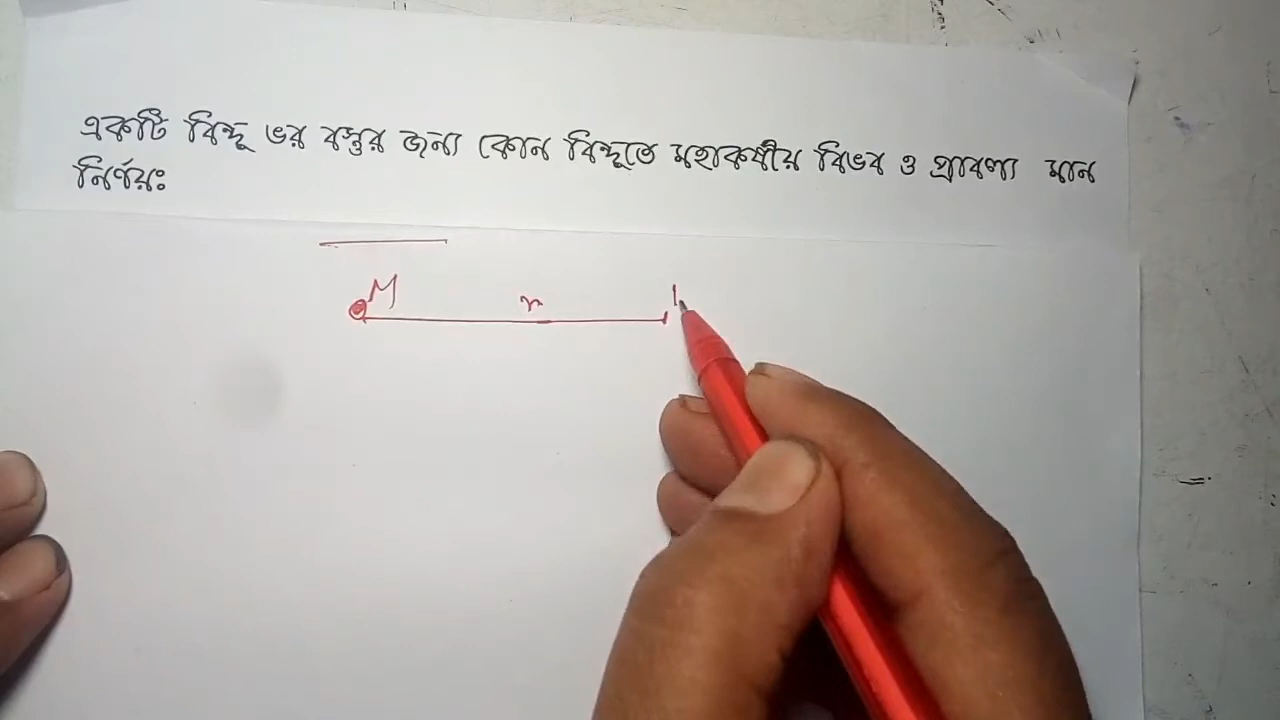 একটি বিন্দু ভর বস্তুর জন্য কোন বিন্দুতে মহাকর্ষীয় বিভব ও প্রাবল্য মান
নির্ণয়ঃ
M
r